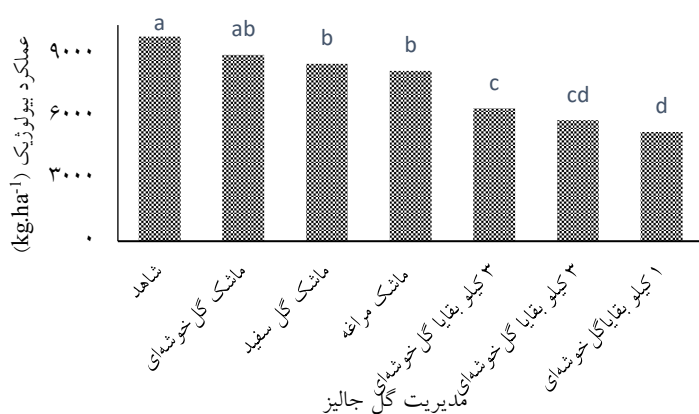 a
ab
b
b
c
cd
d
عملکرد بیولوژیک (kg.ha-1)
۹۰۰۰
۶۰۰۰
۳۰۰۰
۰
شاهد
ماشک گل خوشه‌ای
ماشک گل سفید
ماشک مراغه
۳ کیلو بقایا گل خوشه‌ای
۳ کیلو بقایا گل خوشه‌ای
۱ کیلو بقایاگل خوشه‌ای
مدیریت گل جالیز